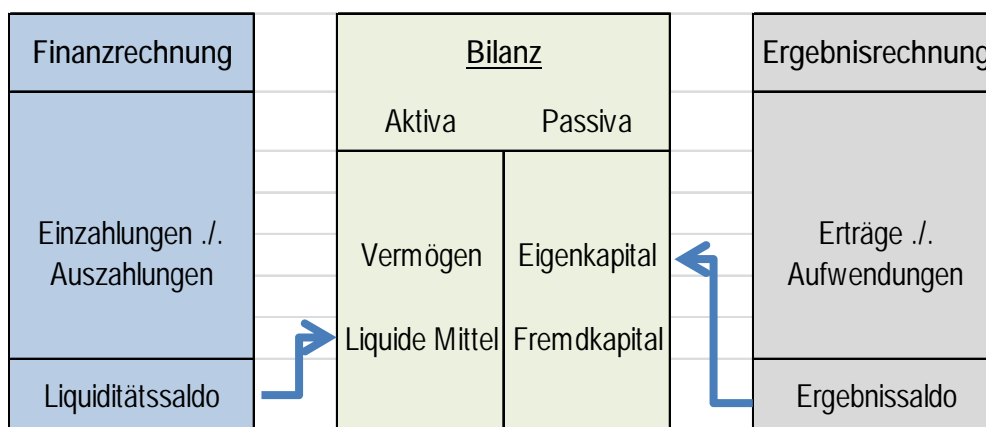 Finanzrechnung
Einzahlungen ./.
Auszahlungen
Liquiditätssaldo
Bilanz
Aktiva Passiva
Vermögen Eigenkapital
Liquide Mittel Fremdkapital
Ergebnisrechnung
Erträge ./.
Aufwendungen
Ergebnissaldo